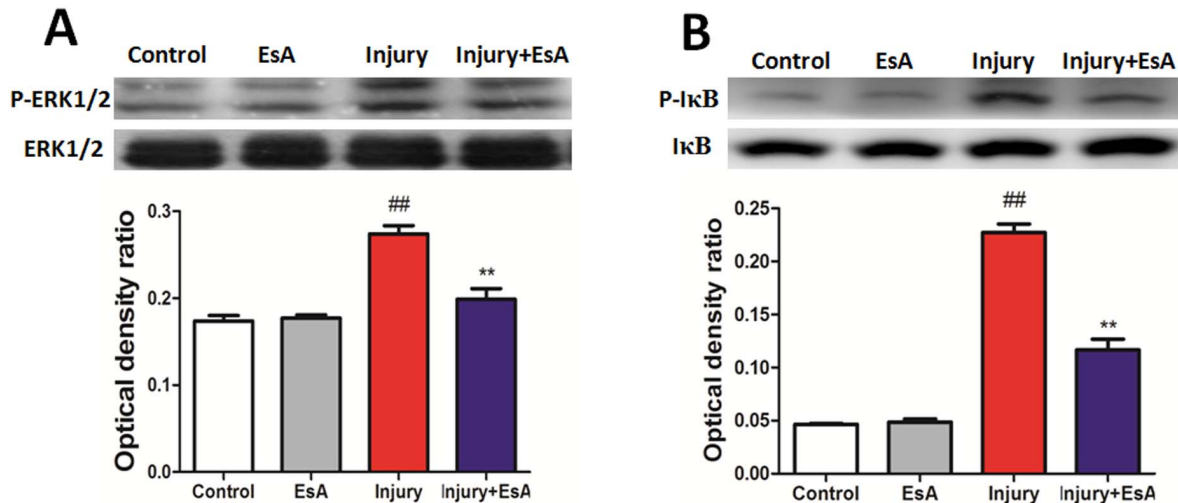 A
Control EsA Injury Injury+EsA
P-ERK1/2
ERK1/2
Optical density ratio
0.3
##
0.2
**
0.1
0.0
Control EsA Injury Injury+EsA
B
Control EsA Injury Injury+EsA
P-IκB
IκB
Optical density ratio
0.25
##
0.20
0.15
**
0.10
0.05
0.00
Control EsA Injury Injury+EsA